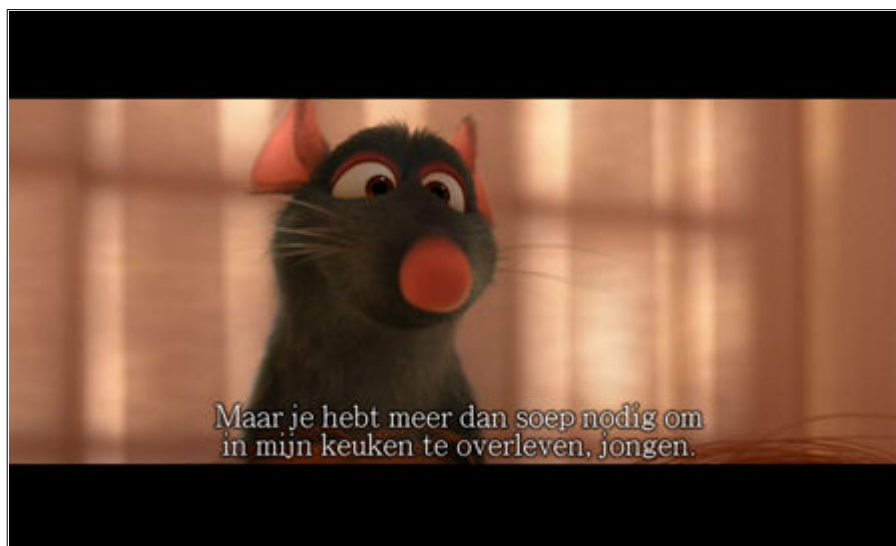 Maar je hebt meer dan soep nodig om
in mijn keuken te overleven, jongen.